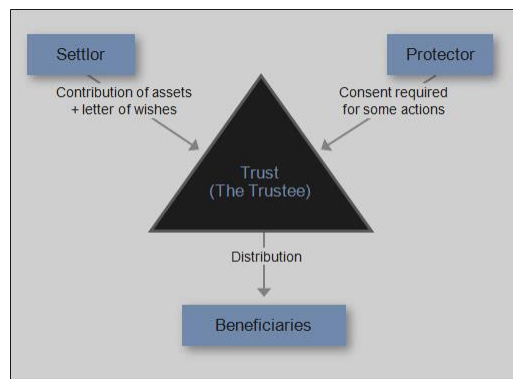 Settlor
Protector
Contribution of assets
+ letter of wishes
Consent required
for some actions
Trust
(The Trustee)
Distribution
Beneficiaries